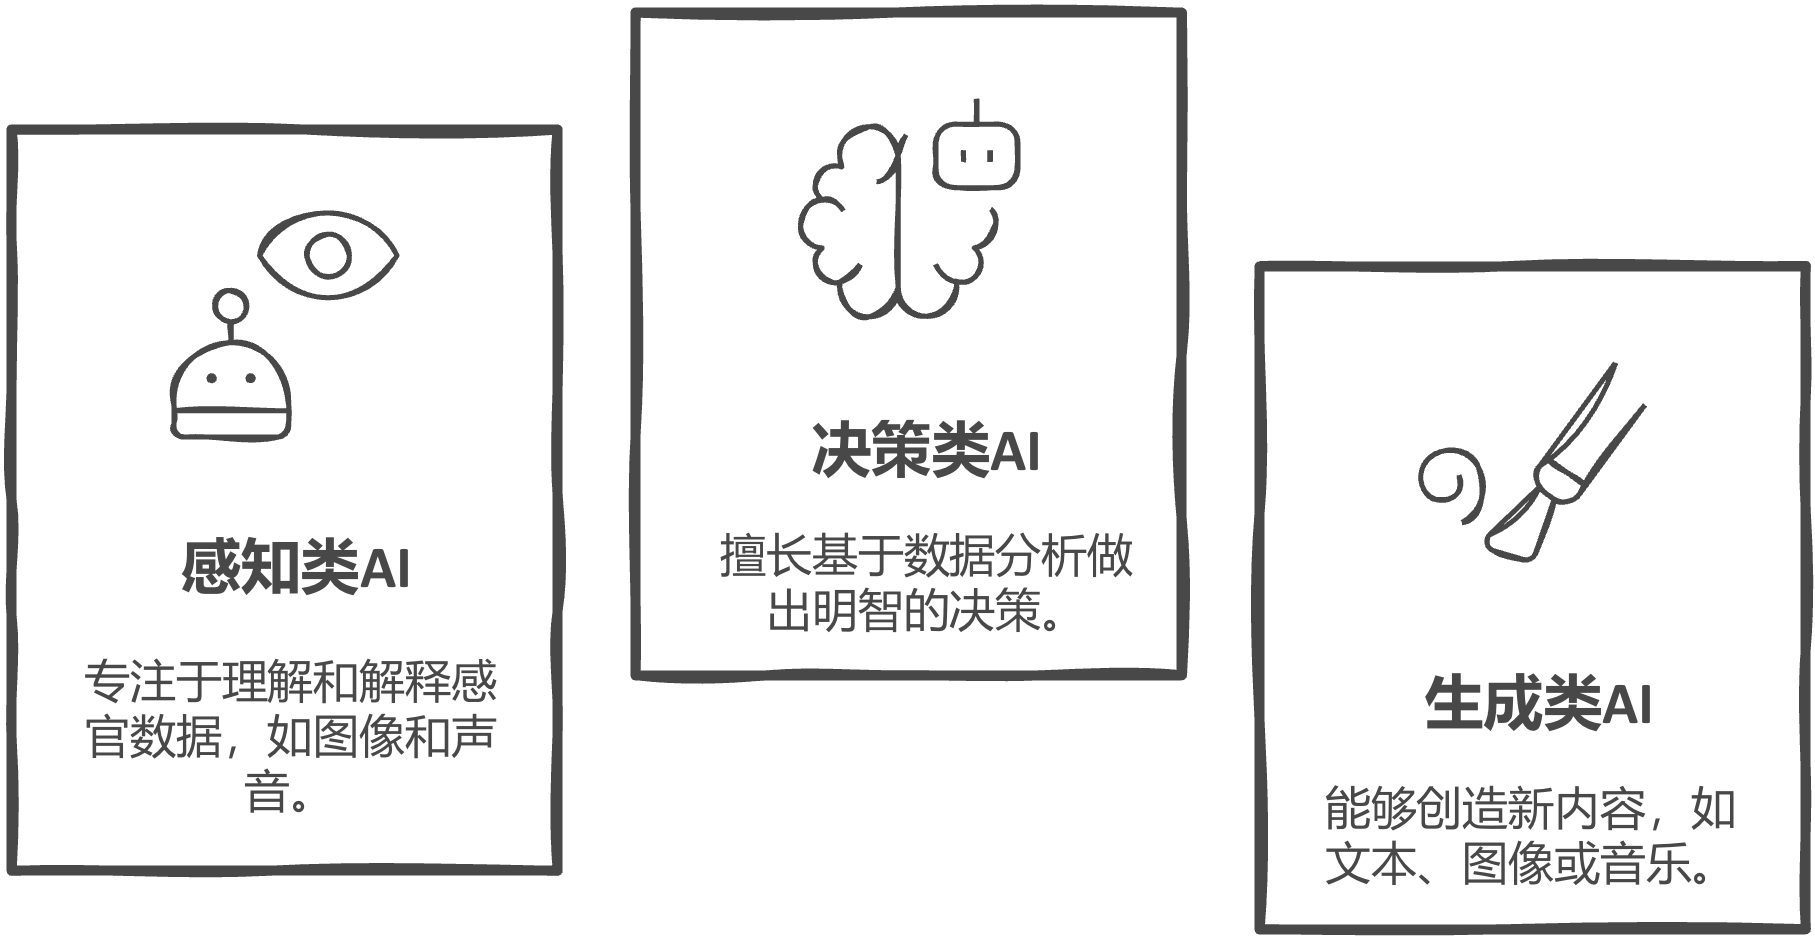 感知类AI
专注于理解和解释感
官数据，如图像和声
音。
决策类AI
擅长基于数据分析做
出明智的决策。
生成类AI
能够创造新内容，如
文本、图像或音乐。